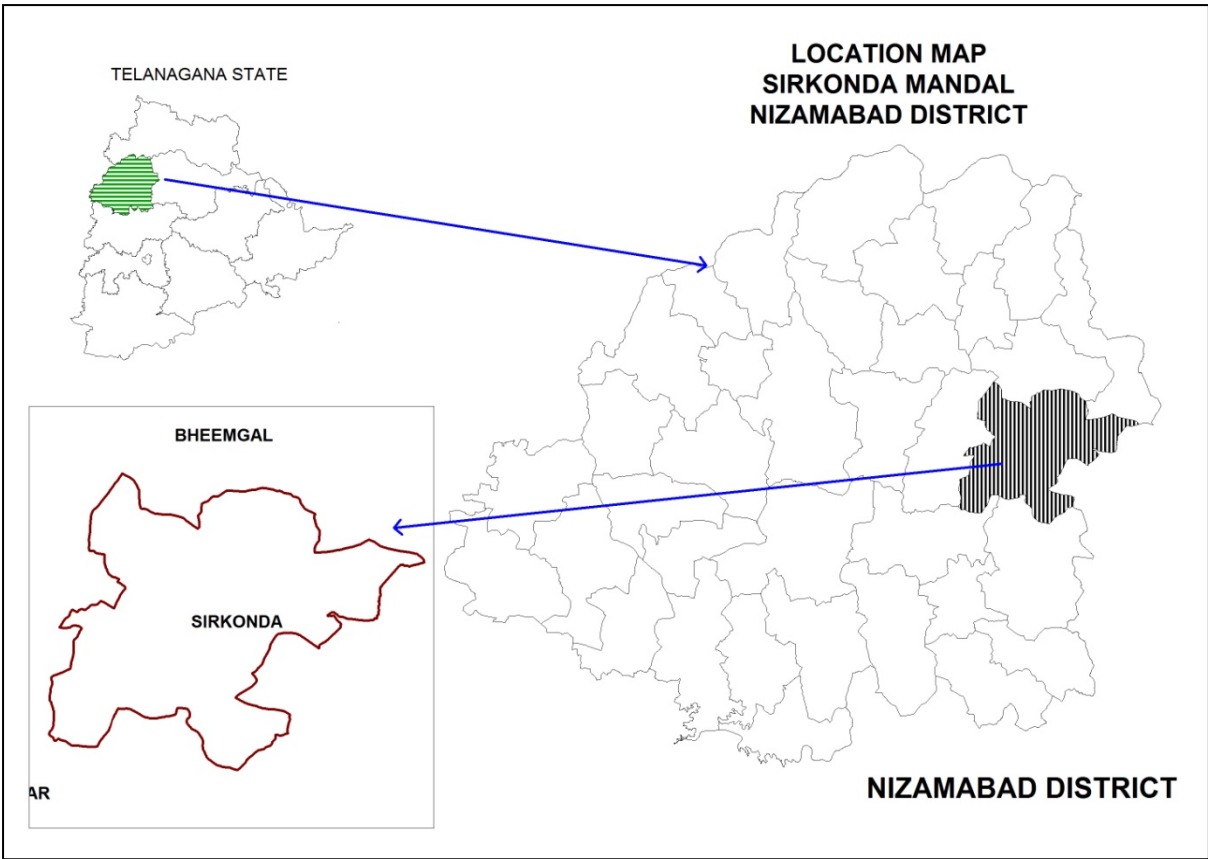 TELANAGANA STATE
LOCATION MAP
SIRKONDA MANDAL
NIZAMABAD DISTRICT
BHEEMGAL
SIRKONDA
AR
NIZAMABAD DISTRICT